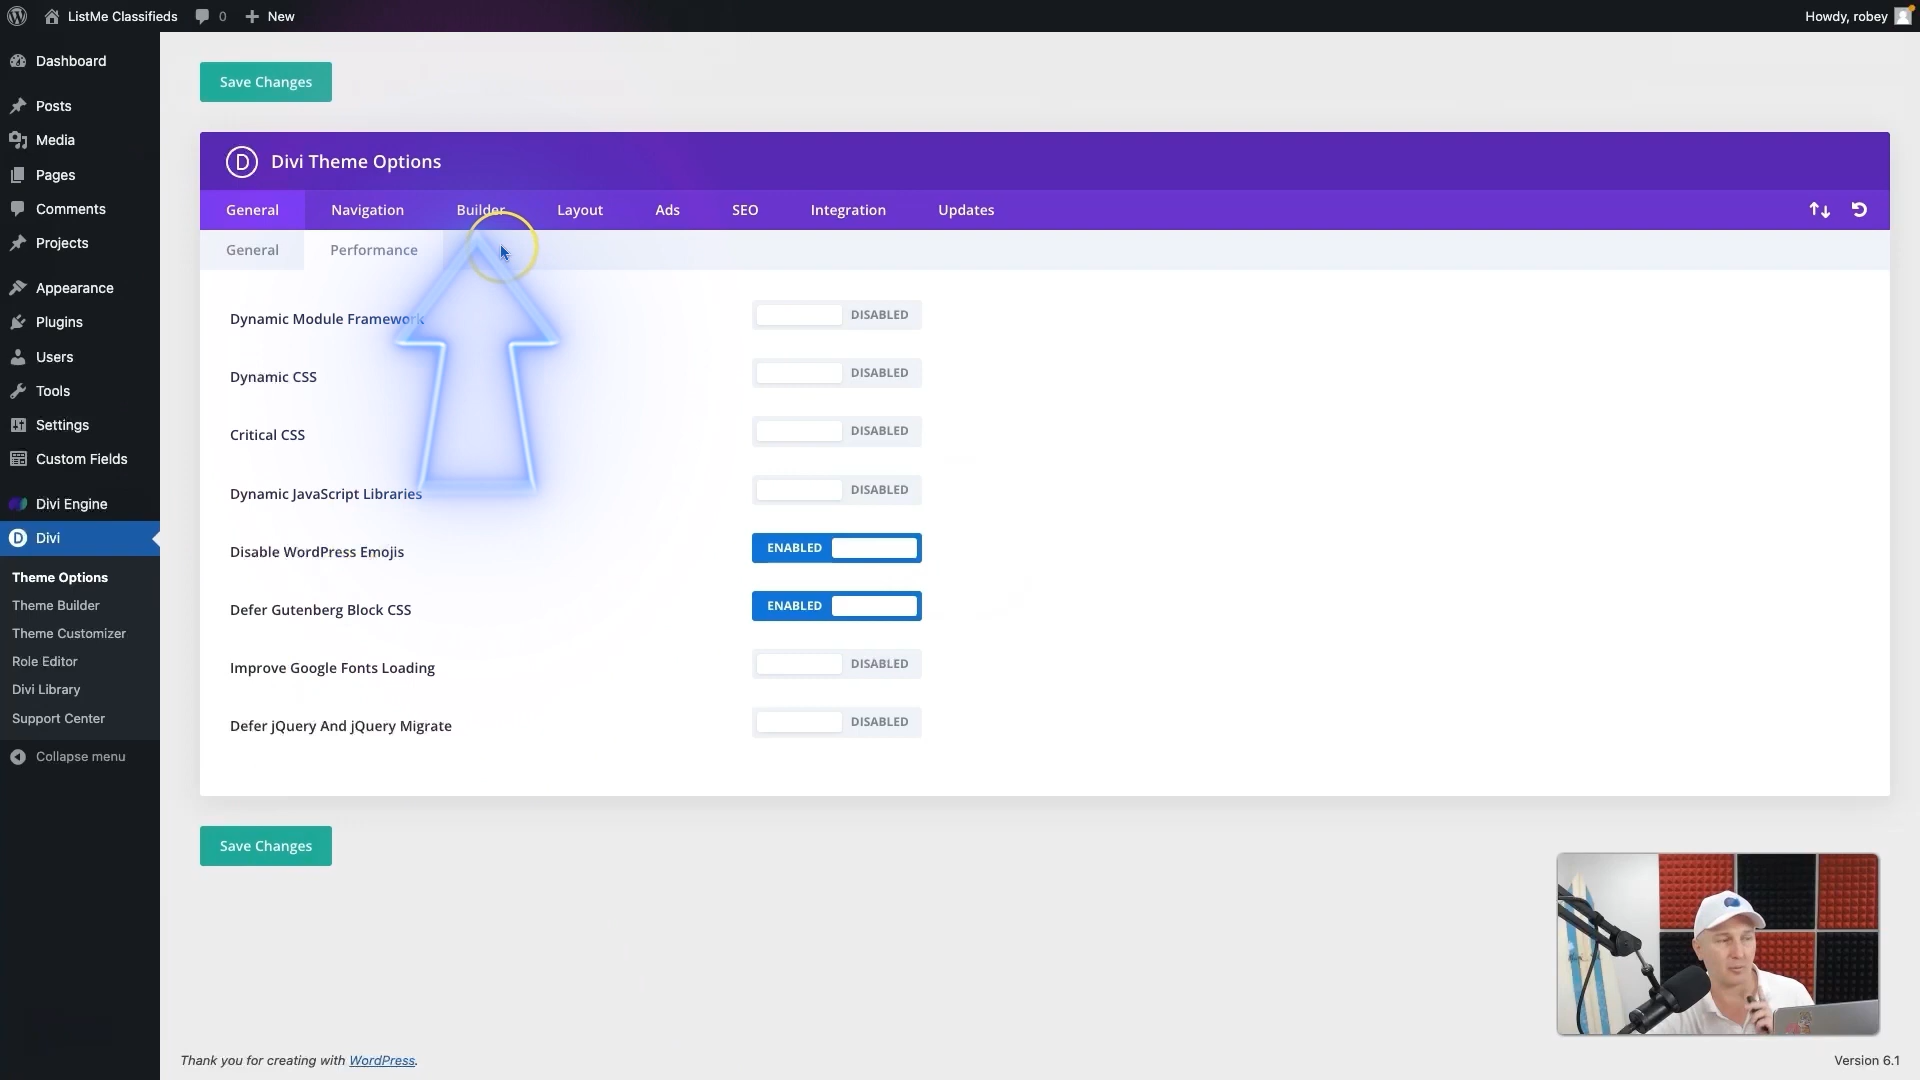 ListMe Classifieds 0 New Howdy, robey
Dashboard
Posts
Media
Pages
Comments
Projects
Appearance
Plugins
Users
Tools
Settings
Custom Fields
Divi Engine
Divi
Theme Options
Theme Builder
Theme Customizer
Role Editor
Divi Library
Support Center
Collapse menu
Save Changes
D Divi Theme Options
General Navigation Builder Layout Ads SEO Integration Updates
General Performance
Dynamic Module Framework DISABLED
Dynamic CSS DISABLED
Critical CSS DISABLED
Dynamic JavaScript Libraries DISABLED
Disable WordPress Emojis ENABLED
Defer Gutenberg Block CSS ENABLED
Improve Google Fonts Loading DISABLED
Defer jQuery And jQuery Migrate DISABLED
Save Changes
Thank you for creating with WordPress. Version 6.1